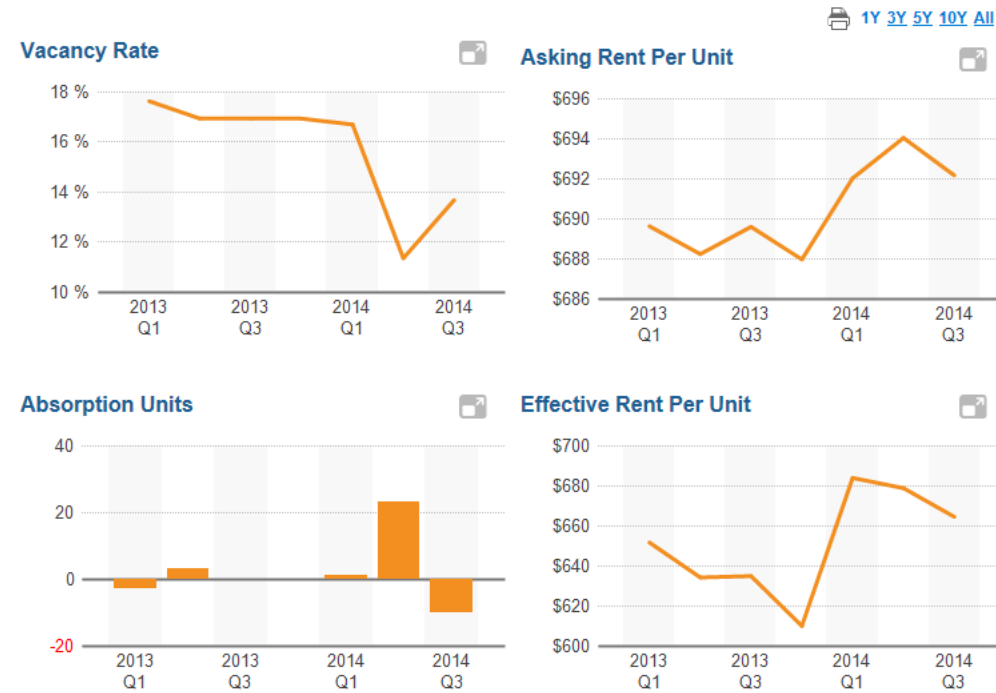 1Y 3Y 5Y 10Y All
Vacancy Rate
18 %
16 %
14 %
12 %
10 %
2013 2013 2014 2014
Q1 Q3 Q1 Q3
Asking Rent Per Unit
$696
$694
$692
$690
$688
$686
2013 2013 2014 2014
Q1 Q3 Q1 Q3
Absorption Units
40
20
0
-20
2013 2013 2014 2014
Q1 Q3 Q1 Q3
Effective Rent Per Unit
$700
$680
$660
$640
$620
$600
2013 2013 2014 2014
Q1 Q3 Q1 Q3